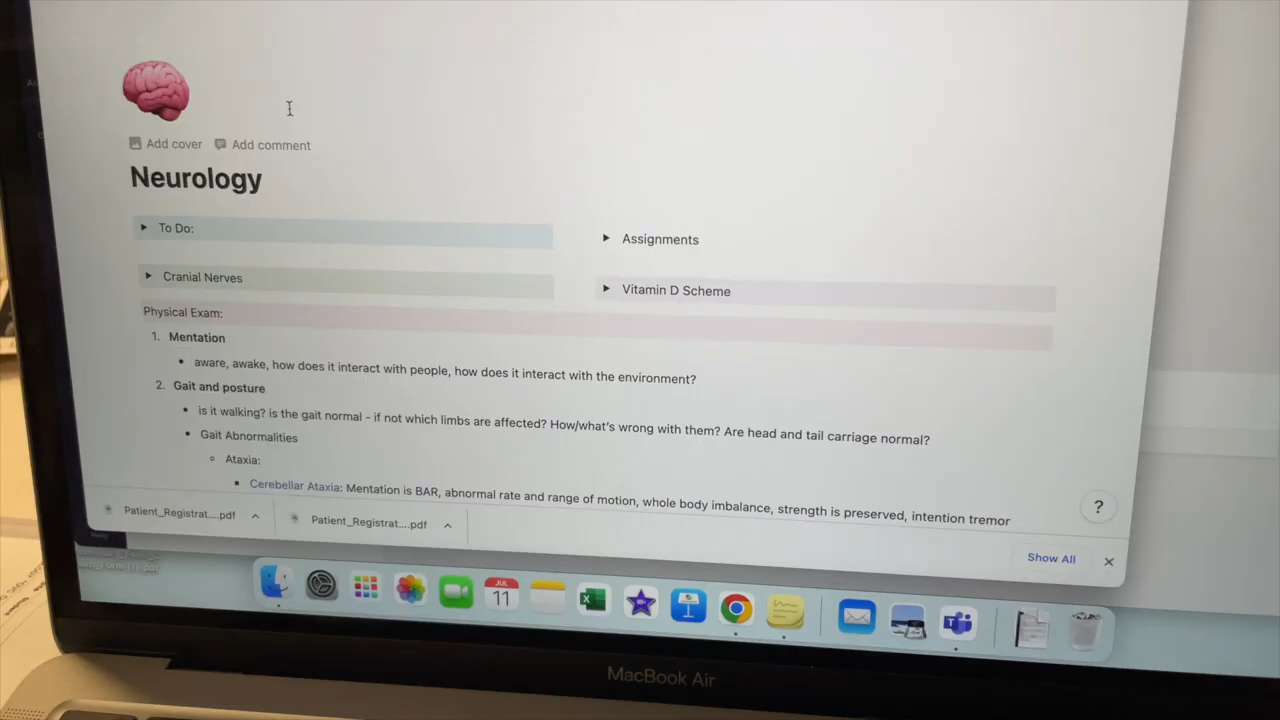 Add cover Add comment
Neurology
To Do:
Assignments
Cranial Nerves
Vitamin D Scheme
Physical Exam:
1. Mentation
• aware, awake, how does it interact with people, how does it interact with the environment?
2. Gait and posture
• is it walking? is the gait normal - if not which limbs are affected? How/what's wrong with them? Are head and tail carriage normal?
• Gait Abnormalities
○ Ataxia:
▪ Cerebellar Ataxia: Mentation is BAR, abnormal rate and range of motion, whole body imbalance, strength is preserved, intention tremor
Patient_Registrat....pdf
Patient_Registrat....pdf
?
Show All
JUL
11
MacBook Air